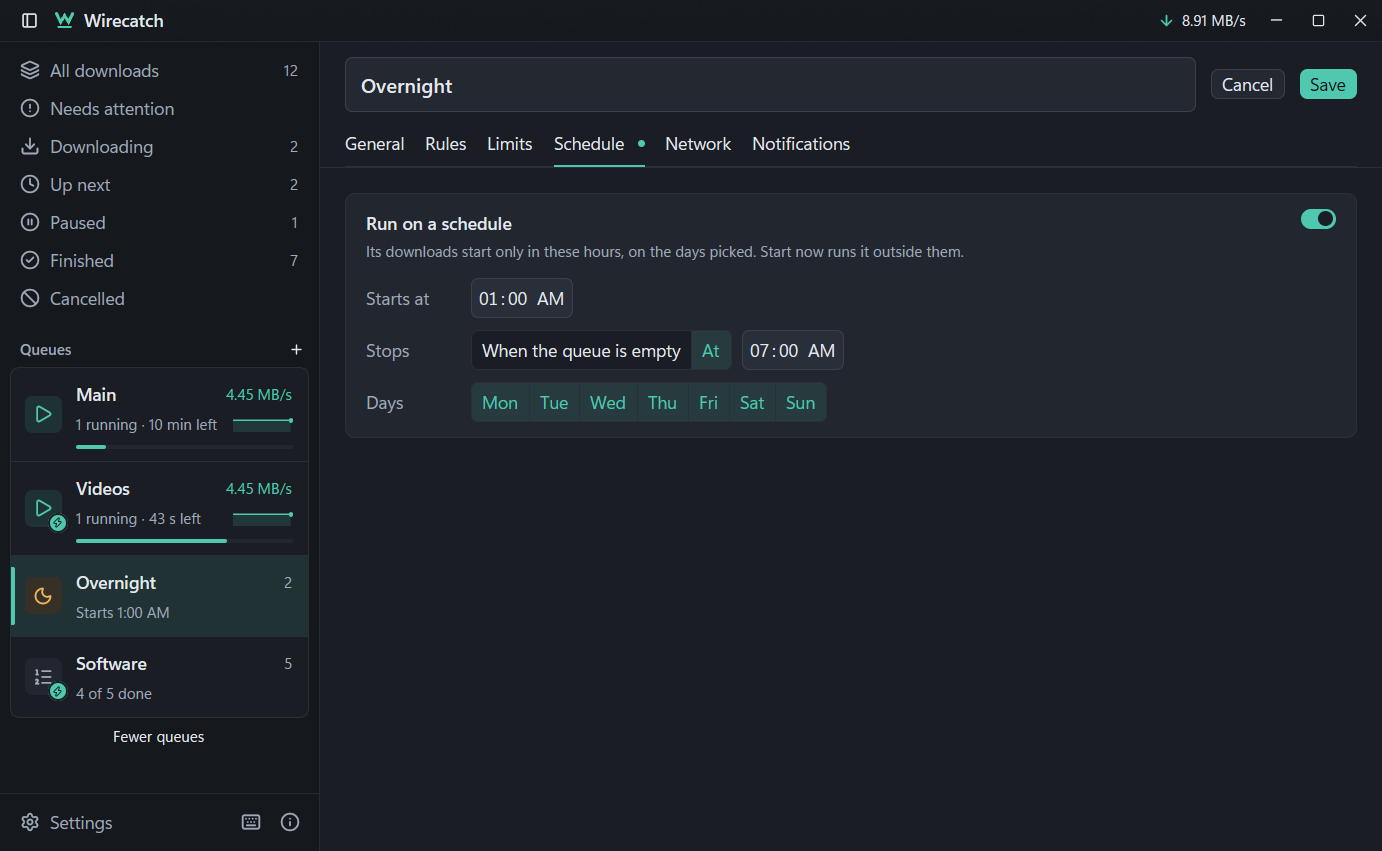 Wirecatch
8.91 MB/s
All downloads 12
Needs attention
Downloading 2
Up next 2
Paused 1
Finished 7
Cancelled
Queues
Main 4.45 MB/s
1 running · 10 min left
Videos 4.45 MB/s
1 running · 43 s left
Overnight 2
Starts 1:00 AM
Software 5
4 of 5 done
Fewer queues
Settings
Overnight
Cancel Save
General Rules Limits Schedule Network Notifications
Run on a schedule
Its downloads start only in these hours, on the days picked. Start now runs it outside them.
Starts at 01:00 AM
Stops When the queue is empty At 07:00 AM
Days Mon Tue Wed Thu Fri Sat Sun